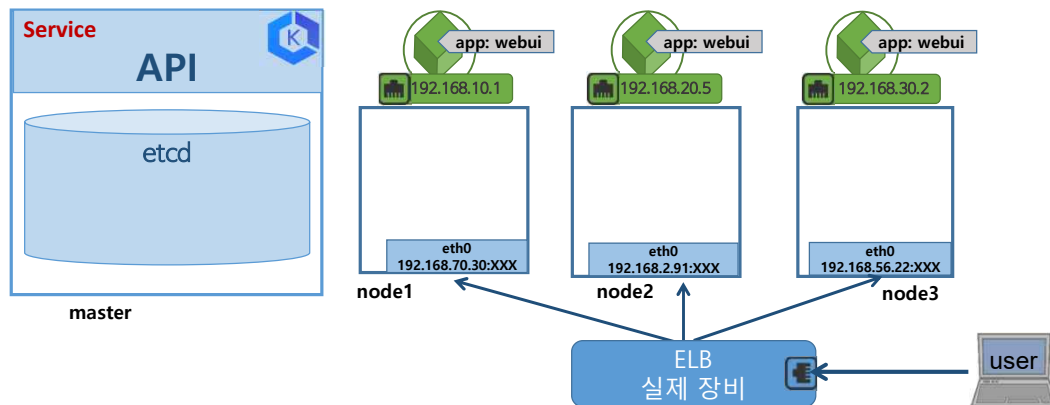 Service
API
etcd
master
app: webui
192.168.10.1
eth0
192.168.70.30:XXX
node1
app: webui
192.168.20.5
eth0
192.168.2.91:XXX
node2
app: webui
192.168.30.2
eth0
192.168.56.22:XXX
node3
ELB
실제 장비
user
K